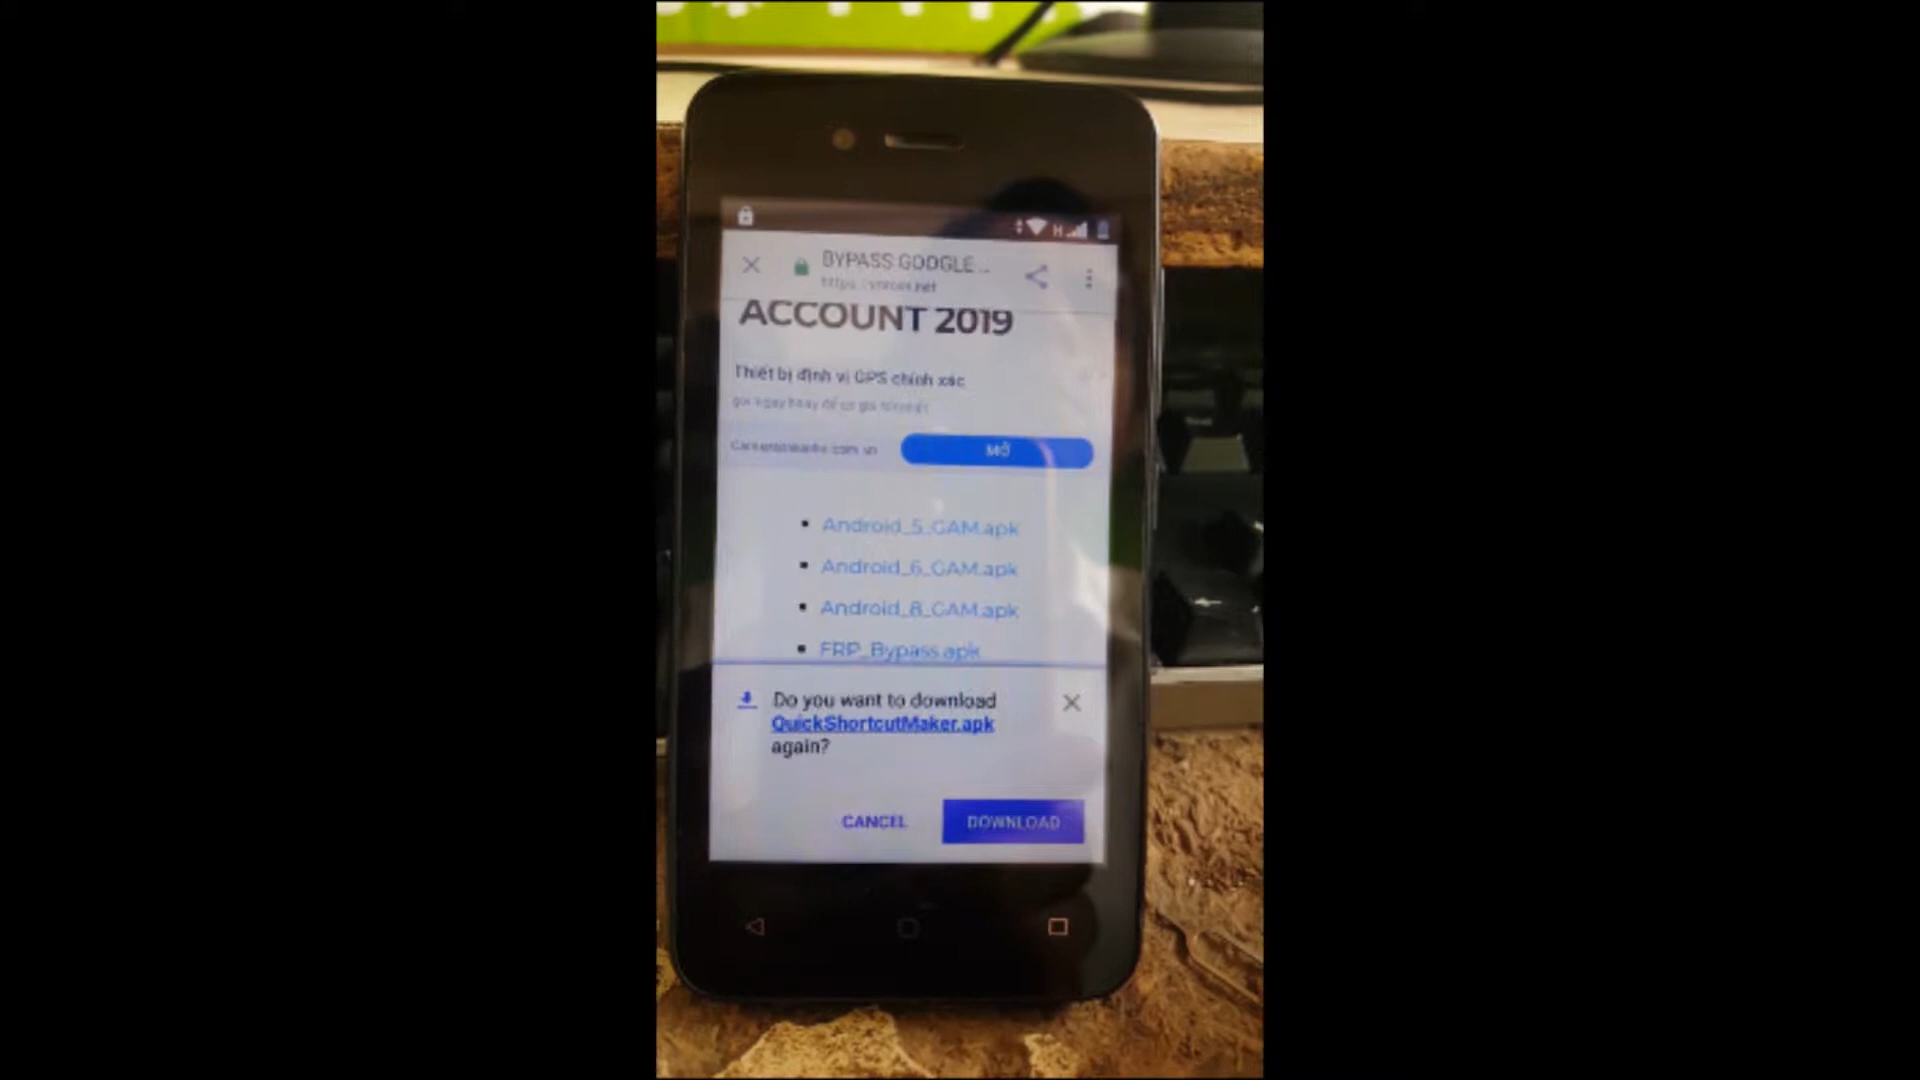 BYPASS GOOGLE ...
ACCOUNT 2019
Thiết bị định vị GPS chính xác
MỞ
Android_5_GAM.apk
Android_6_GAM.apk
Android_8_GAM.apk
FRP_Bypass.apk
Do you want to download
QuickShortcutMaker.apk
again?
CANCEL
DOWNLOAD